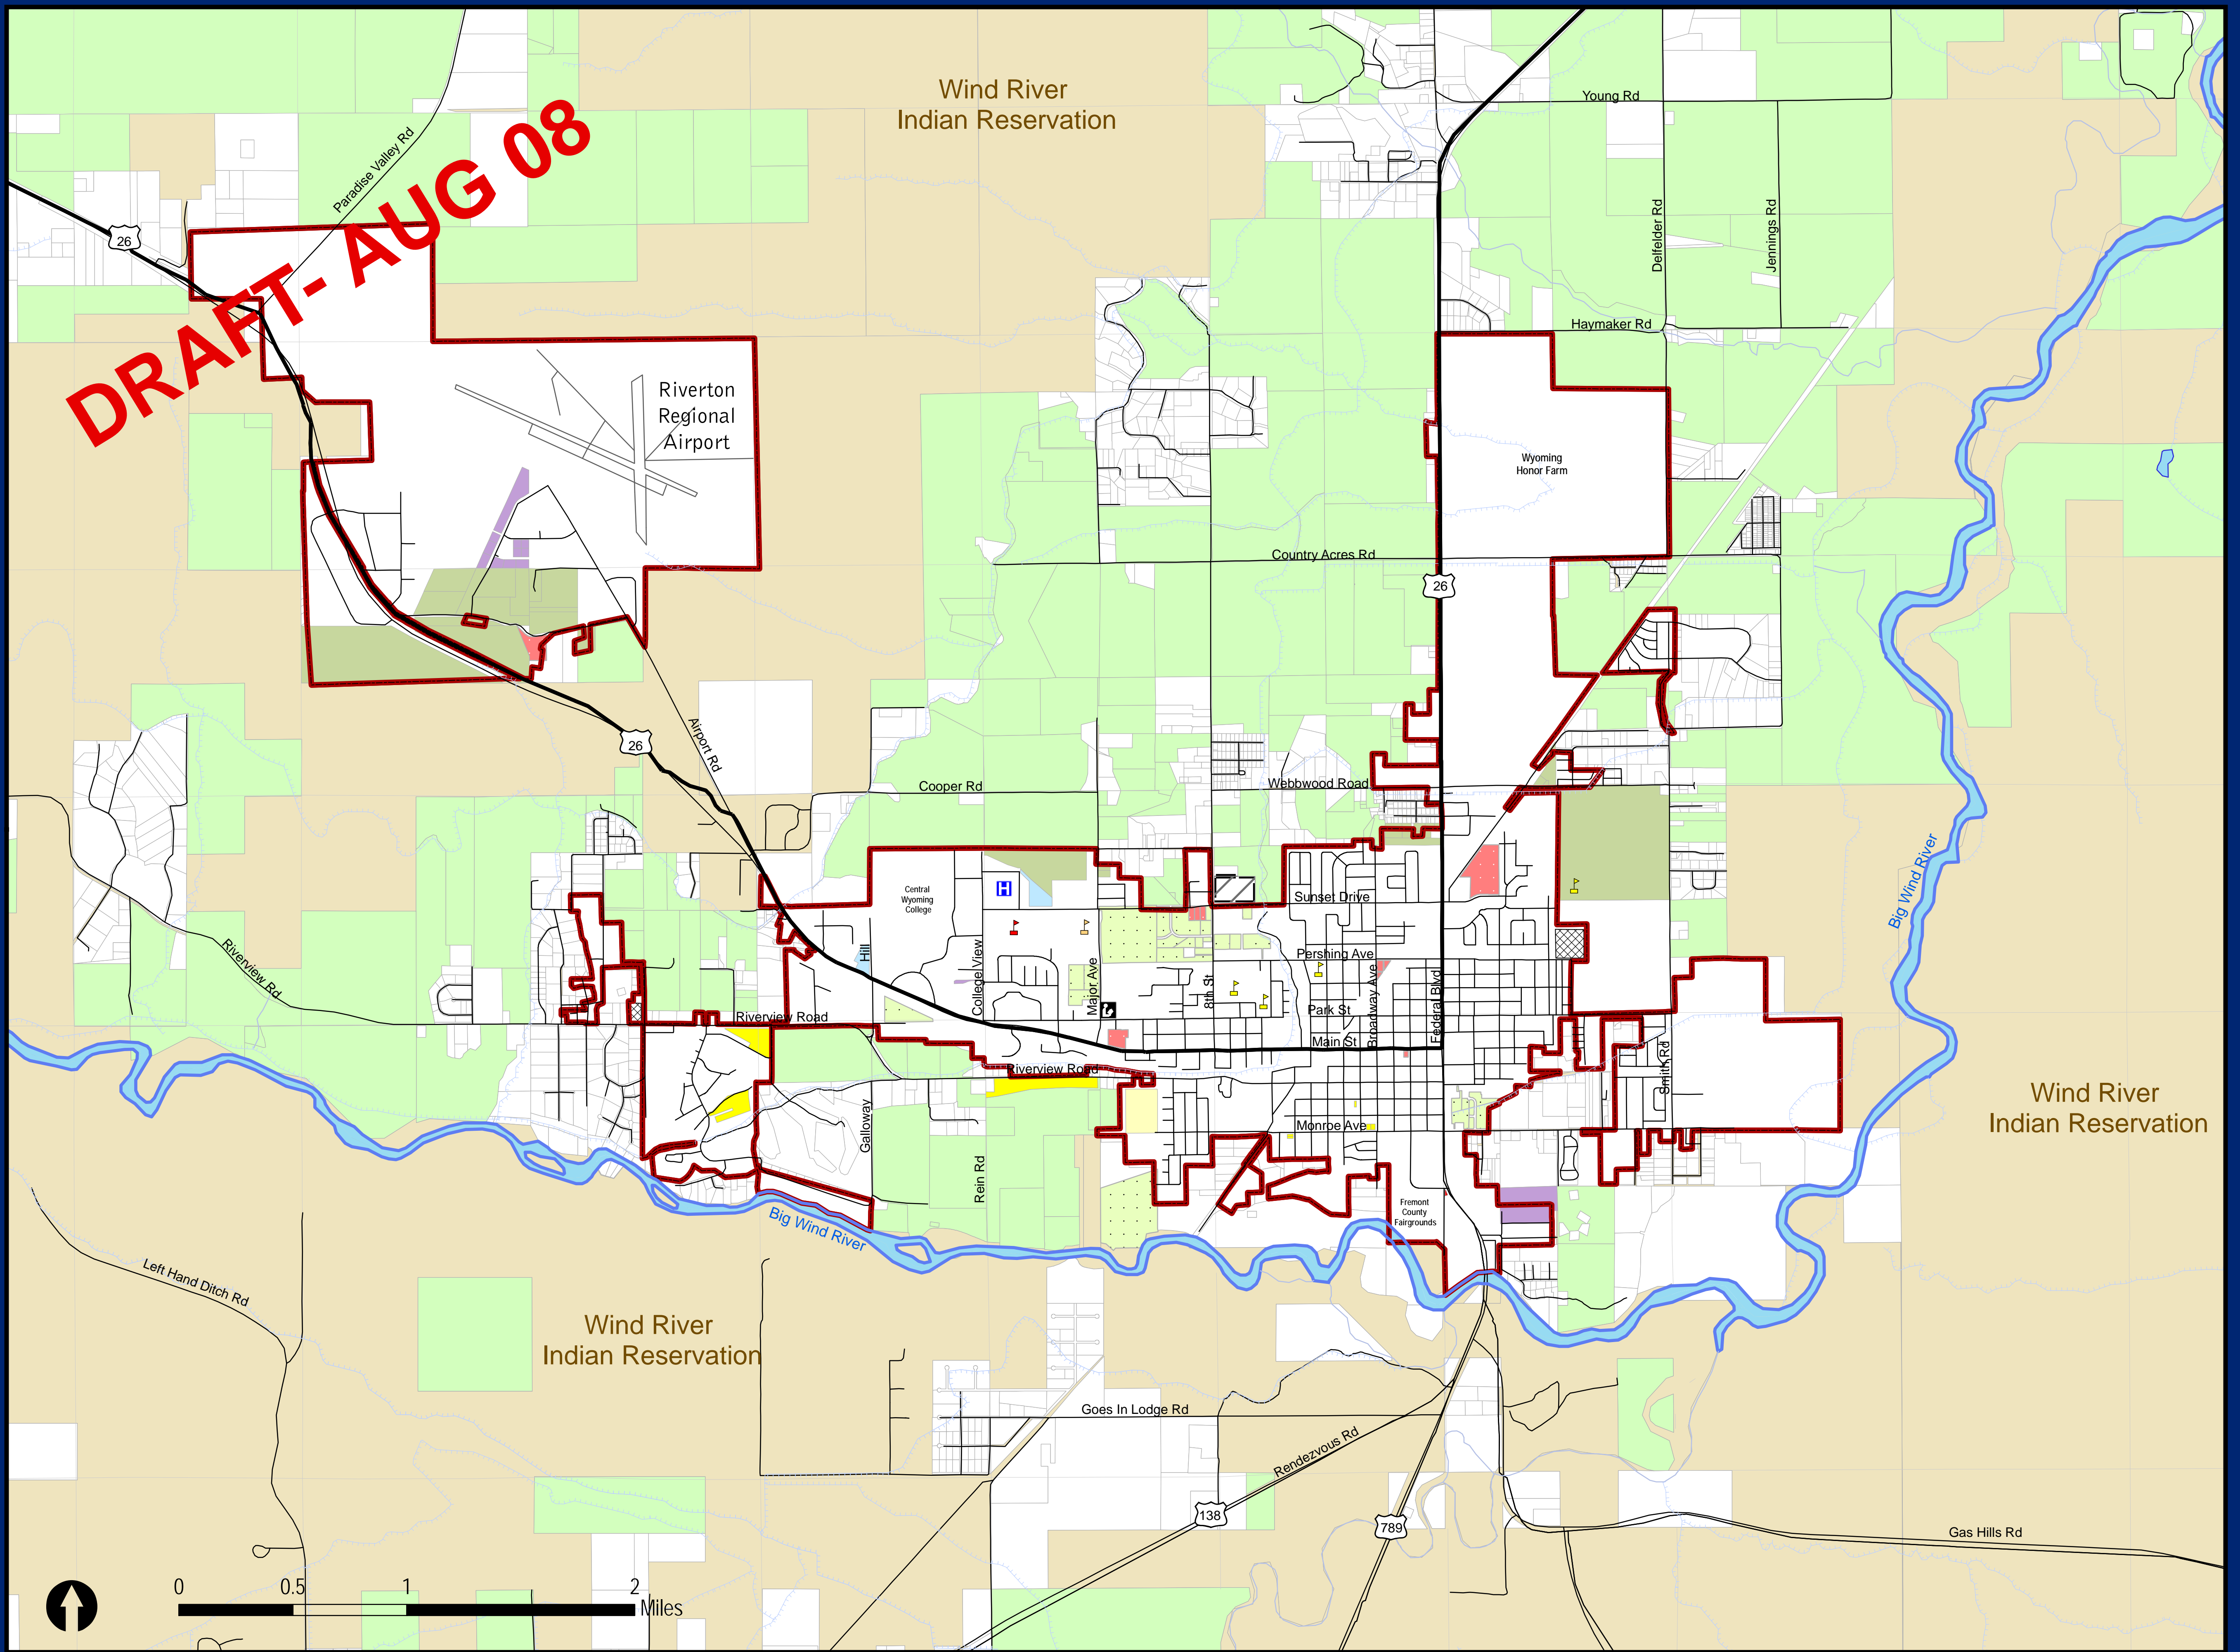 Wind River
Indian Reservation
Young Rd
Paradise Valley Rd
DRAFT- AUG 08
26
Delfelder Rd
Jennings Rd
Haymaker Rd
Riverton
Regional
Airport
Wyoming
Honor Farm
Country Acres Rd
26
Airport Rd
26
Cooper Rd
Webbwood Road
Big Wind River
Central
Wyoming
College
H
Sunset Drive
Hill
College View
Major Ave
8th St
Pershing Ave
Broadway Ave
Federal Blvd
Riverview Rd
Riverview Road
Park St
Main St
Riverview Road
Smith Rd
Wind River
Indian Reservation
Galloway
Monroe Ave
Rein Rd
Big Wind River
Fremont
County
Fairgrounds
Left Hand Ditch Rd
Wind River
Indian Reservation
Goes In Lodge Rd
Rendezvous Rd
138
789
Gas Hills Rd
0 0.5 1 2
Miles